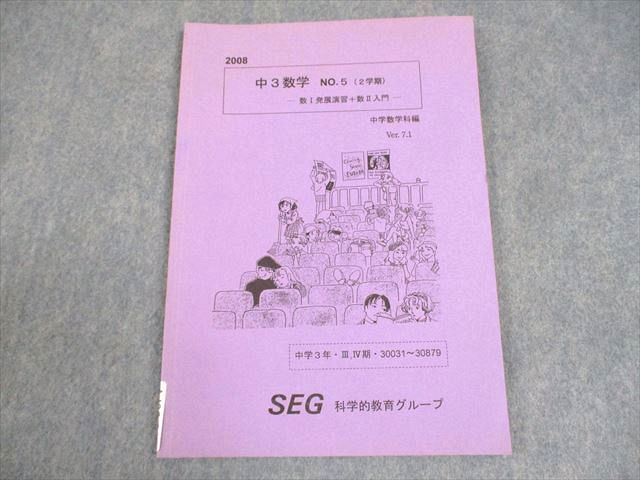 2008
中3数学 NO.5 (2学期)
― 数Ⅰ発展演習+数Ⅱ入門 ―
中学数学科編
Ver. 7.1
中学3年・Ⅲ,Ⅳ期・30031～30879
SEG 科学的教育グループ